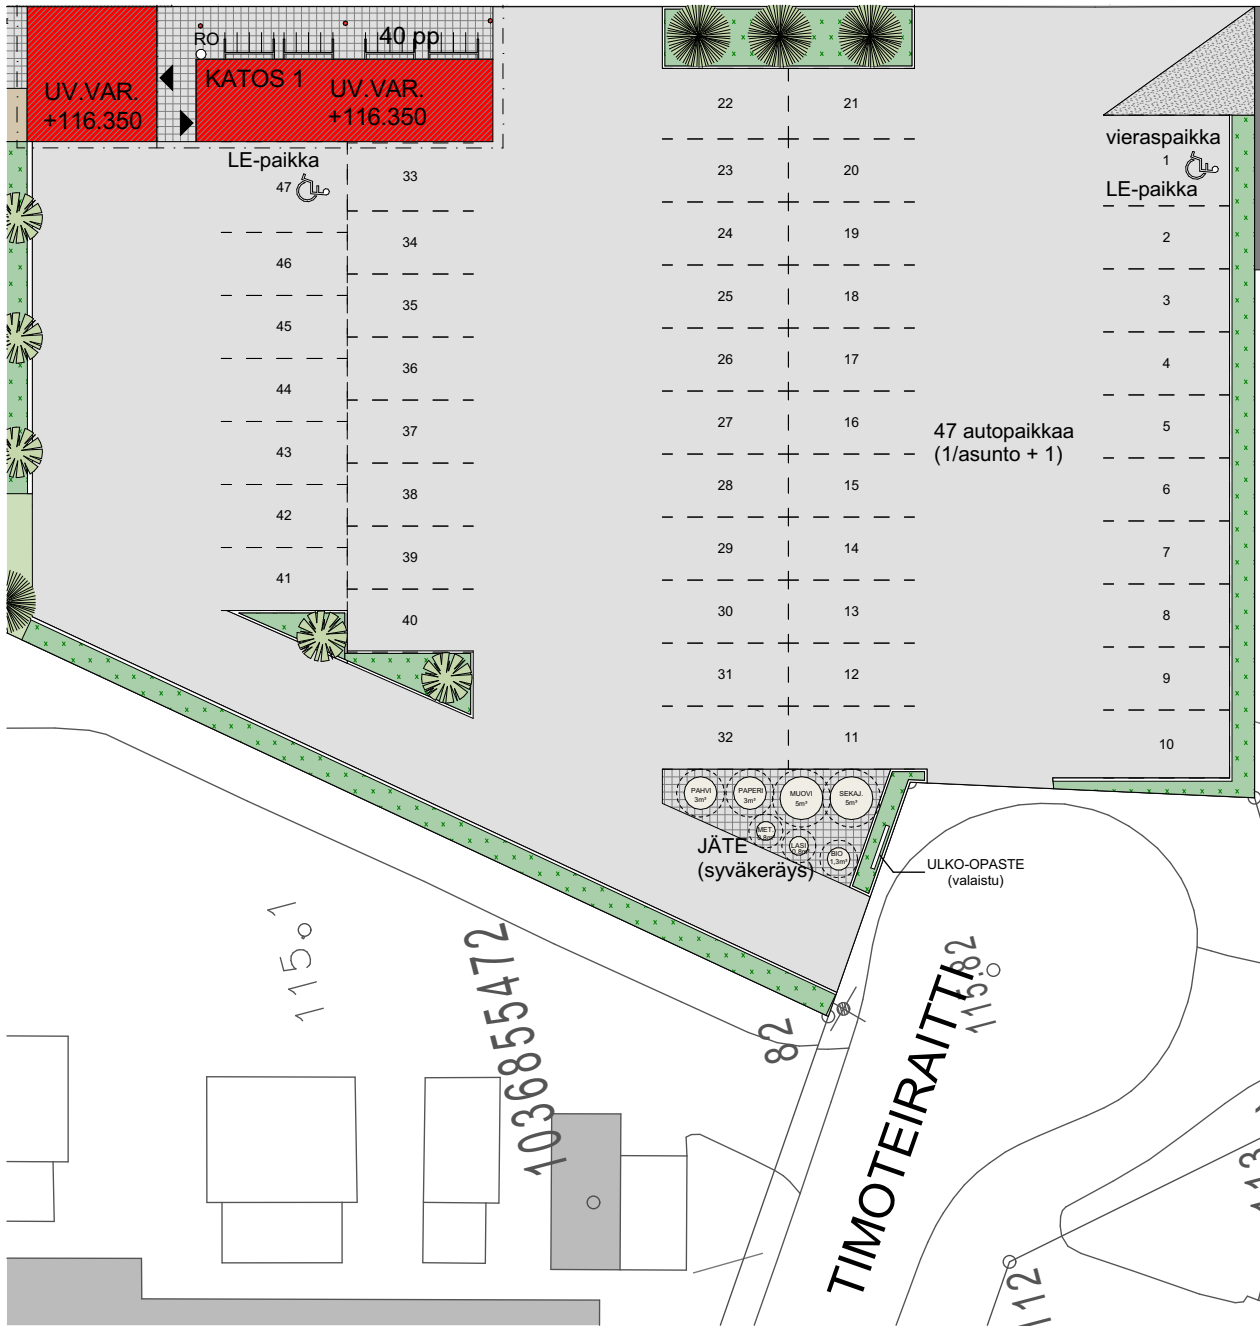 RO
40 pp
KATOS 1
UV.VAR.
+116.350
UV.VAR.
+116.350
LE-paikka
47
46
45
44
43
42
41
33
34
35
36
37
38
39
40
22
23
24
25
26
27
28
29
30
31
32
21
20
19
18
17
16
15
14
13
12
11
47 autopaikkaa
(1/asunto + 1)
vieraspaikka
1
LE-paikka
2
3
4
5
6
7
8
9
10
PAHVI
3m³
PAPERI
3m³
MUOVI
5m³
SEKAJ.
5m³
MET.
LASI
0,8m³
BIO
1,3m³
JÄTE
(syväkeräys)
ULKO-OPASTE
(valaistu)
115.1
1036855472
82
115.82
TIMOTEIRAITTI
112